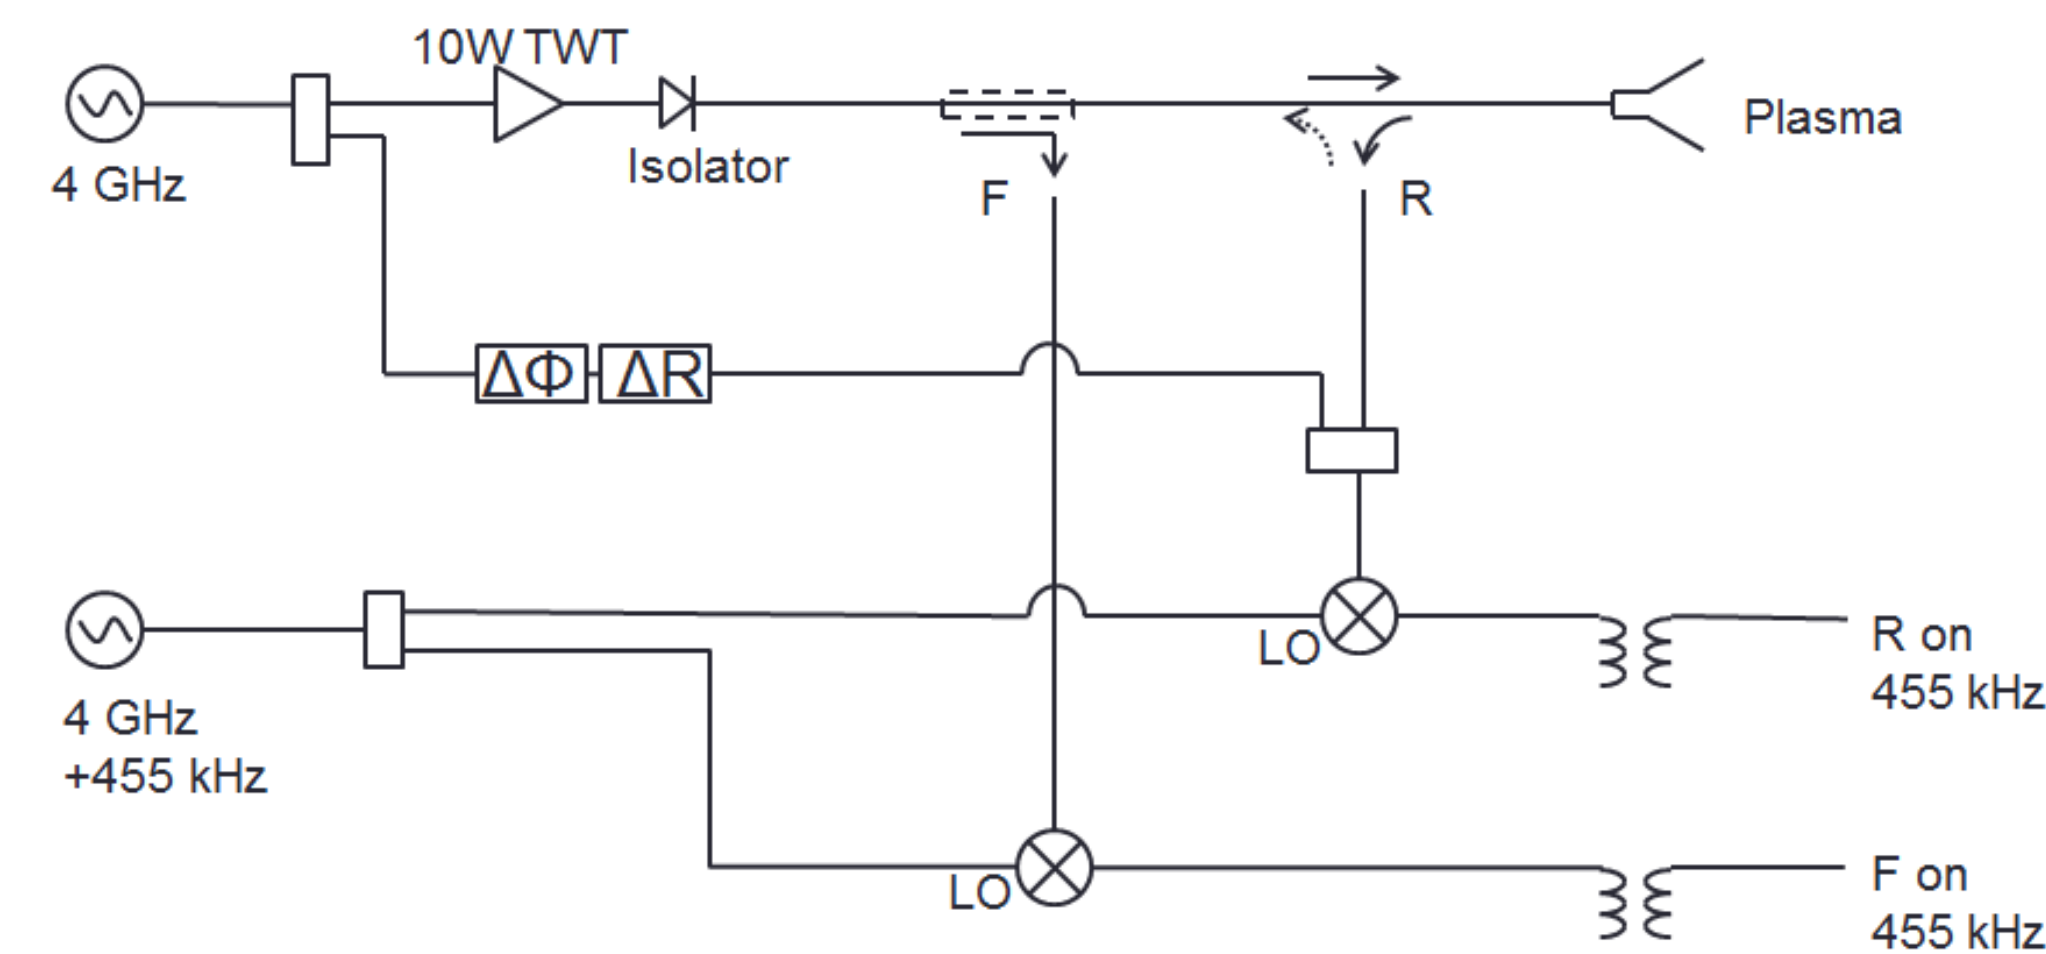 10W TWT
4 GHz
Isolator
Plasma
F
R
ΔΦ
ΔR
4 GHz
+455 kHz
LO
R on
455 kHz
LO
F on
455 kHz